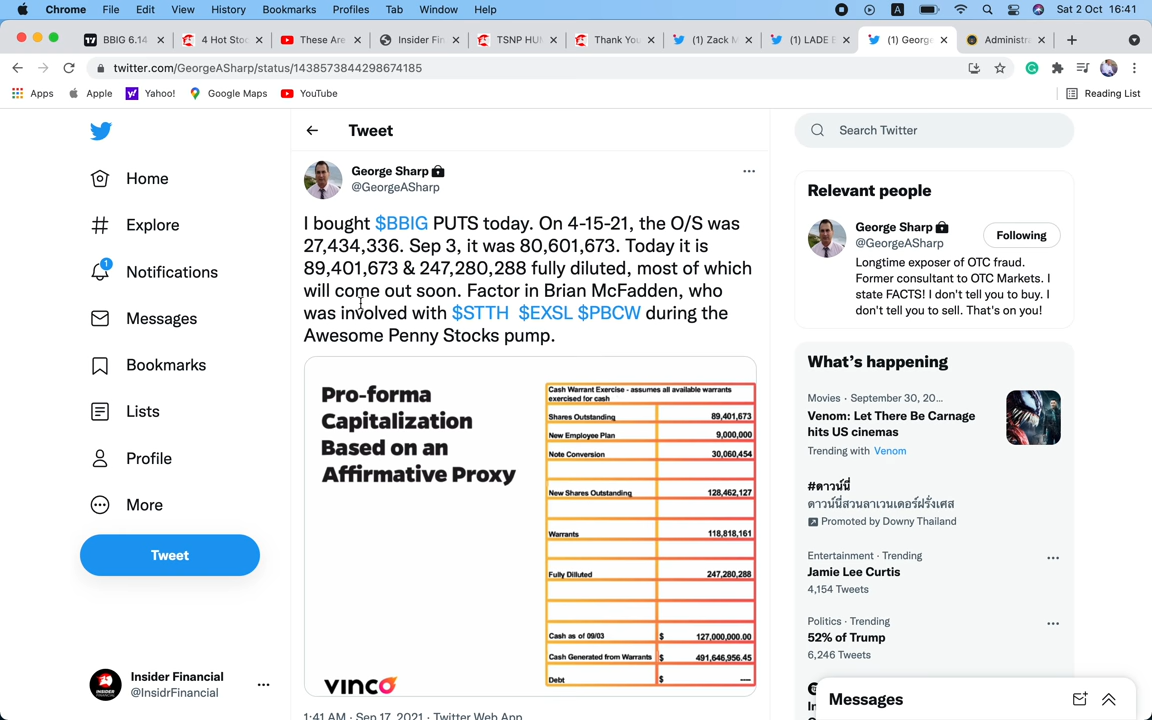 Chrome File Edit View History Bookmarks Profiles Tab Window Help A Sat 2 Oct 16:41
BBIG 6.14 4 Hot Stoc These Are Insider Fin TSNP HUM Thank You (1) Zack M (1) LADE B (1) George Administra
twitter.com/GeorgeASharp/status/1438573844298674185
Apps Apple Yahoo! Google Maps YouTube Reading List
Home
Explore
1
Notifications
Messages
Bookmarks
Lists
Profile
More
Tweet
Insider Financial
@InsidrFinancial
Tweet
George Sharp
@GeorgeASharp
I bought $BBIG PUTS today. On 4-15-21, the O/S was
27,434,336. Sep 3, it was 80,601,673. Today it is
89,401,673 & 247,280,288 fully diluted, most of which
will come out soon. Factor in Brian McFadden, who
was involved with $STTH $EXSL $PBCW during the
Awesome Penny Stocks pump.
Pro-forma
Capitalization
Based on an
Affirmative Proxy
Cash Warrant Exercise - assumes all available warrants
exercised for cash
Shares Outstanding 89,401,673
New Employee Plan 9,000,000
Note Conversion 30,060,454
New Shares Outstanding 128,462,127
Warrants 118,818,161
Fully Dilluted 247,280,288
Cash as of 09/03 $ 127,000,000.00
Cash Generated from Warrants $ 491,646,956.45
Debt $ ----
VINCO
1:41 AM · Sep 17, 2021 · Twitter Web App
Search Twitter
Relevant people
George Sharp
@GeorgeASharp
Following
Longtime exposer of OTC fraud.
Former consultant to OTC Markets. I
state FACTS! I don't tell you to buy. I
don't tell you to sell. That's on you!
What's happening
Movies · September 30, 20...
Venom: Let There Be Carnage
hits US cinemas
Trending with Venom
#ดาวน์นี่
ดาวน์นี่สวนลาเวนเดอร์ฝรั่งเศส
Promoted by Downy Thailand
Entertainment · Trending
Jamie Lee Curtis
4,154 Tweets
Politics · Trending
52% of Trump
6,246 Tweets
Messages